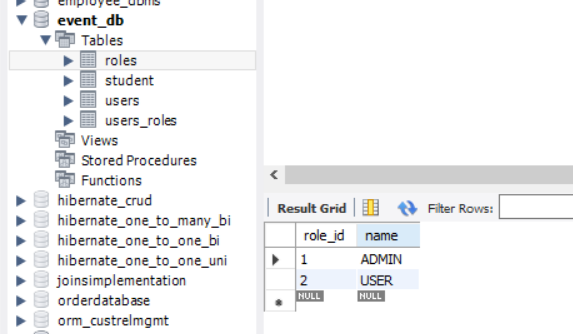 employee_dbms
event_db
Tables
roles
student
users
users_roles
Views
Stored Procedures
Functions
hibernate_crud
hibernate_one_to_many_bi
hibernate_one_to_one_bi
hibernate_one_to_one_uni
joinsimplementation
orderdatabase
orm_custrelmgmt
Result Grid Filter Rows:
role_id name
1 ADMIN
2 USER
NULL NULL